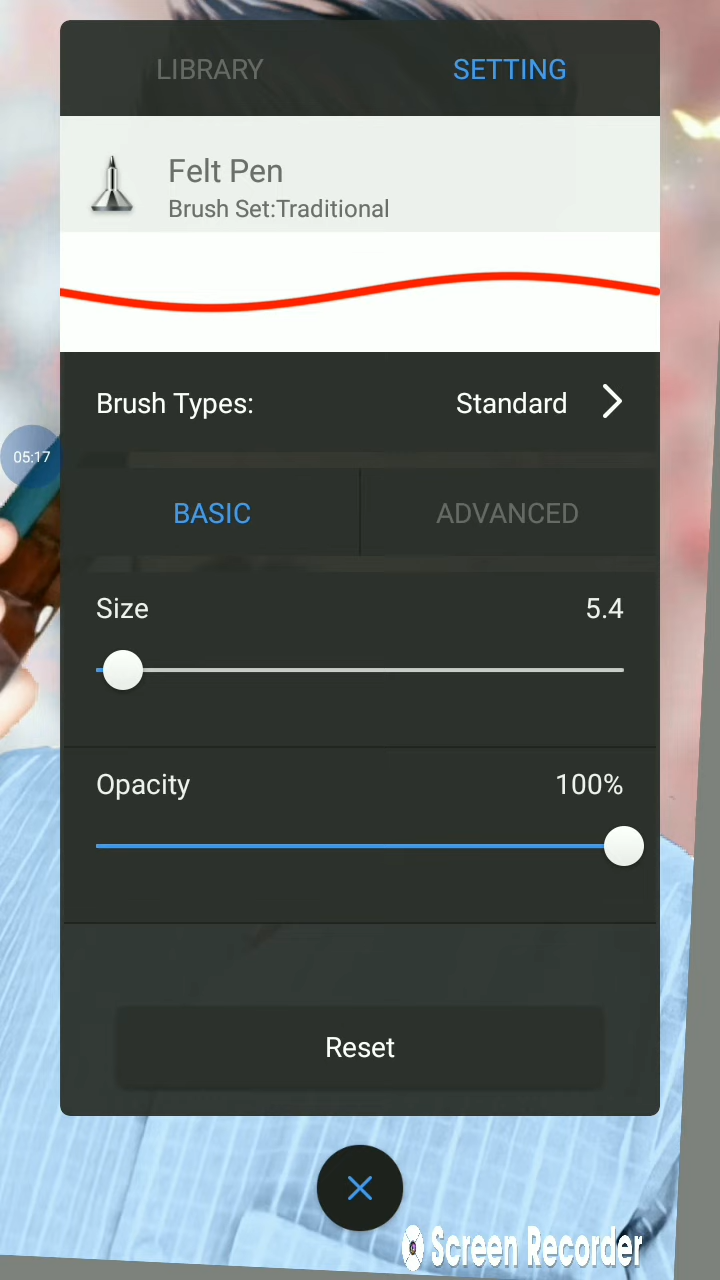 LIBRARY SETTING
Felt Pen
Brush Set:Traditional
Brush Types: Standard
05:17
BASIC ADVANCED
Size 5.4
Opacity 100%
Reset
Screen Recorder